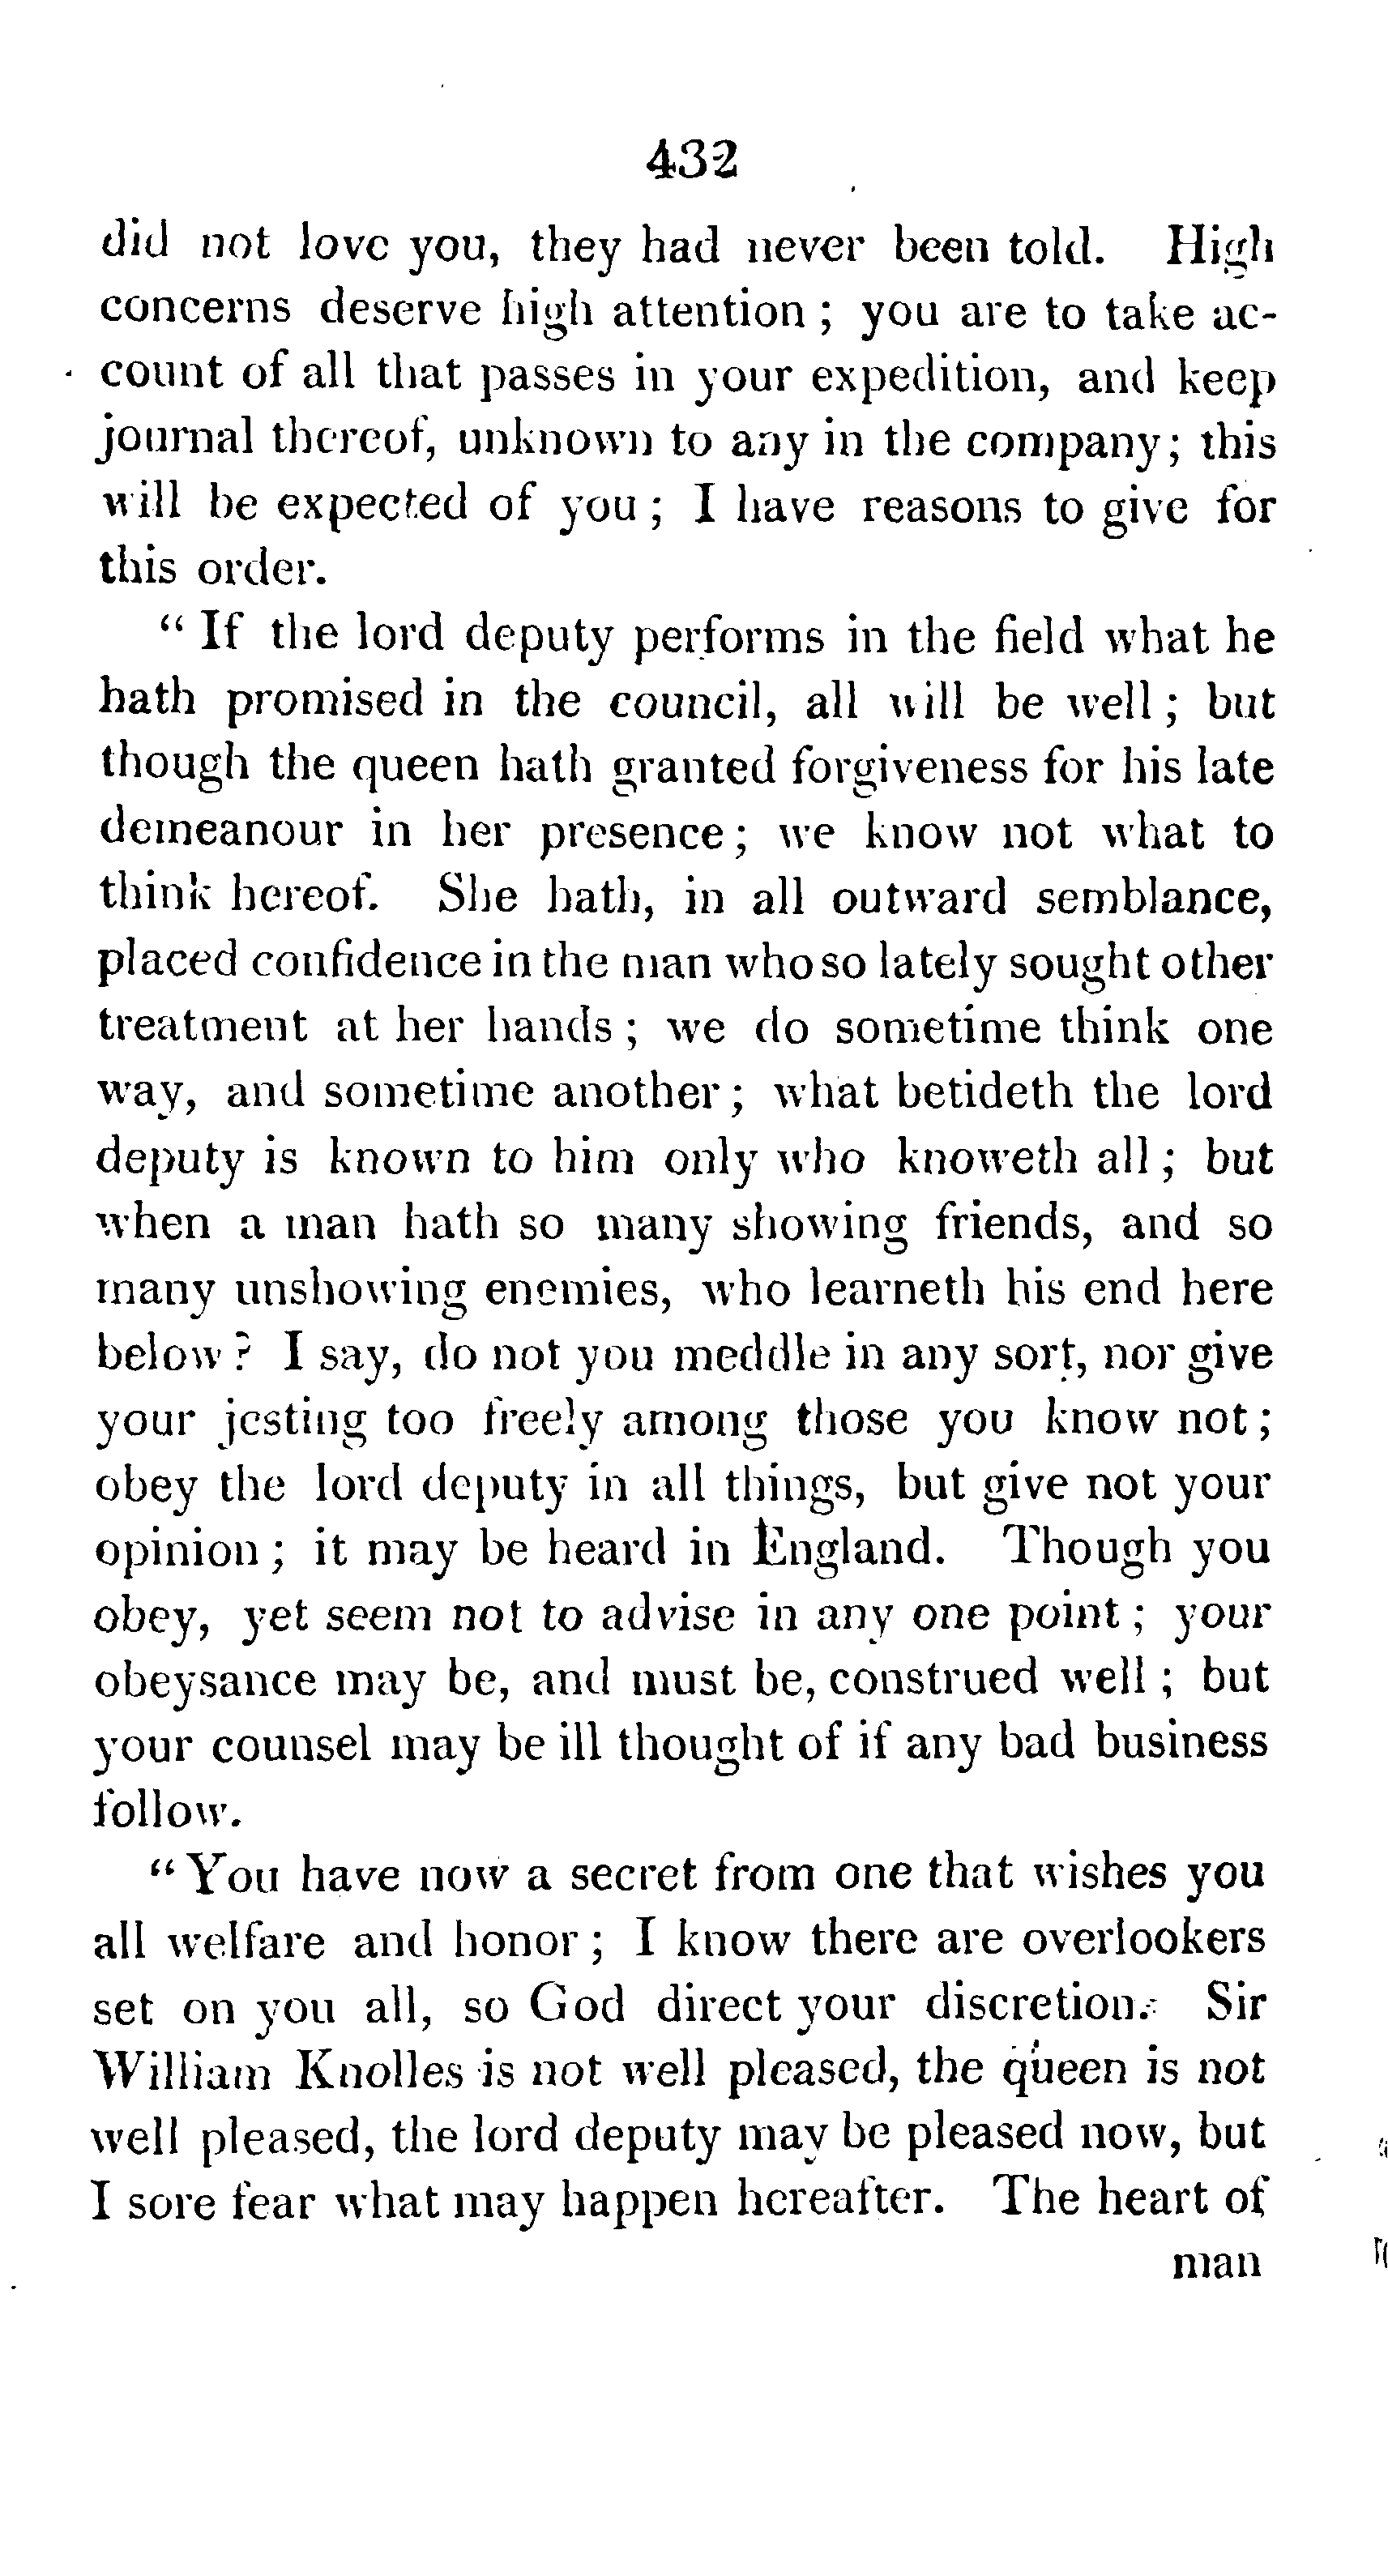 432
did not love you, they had never been told. High
concerns deserve high attention ; you are to take ac-
count of all that passes in your expedition, and keep
journal thereof, unknown to any in the company; this
will be expected of you ; I have reasons to give for
this order.
“ If the lord deputy performs in the field what he
hath promised in the council, all will be well ; but
though the queen hath granted forgiveness for his late
demeanour in her presence; we know not what to
think hereof. She hath, in all outward semblance,
placed confidence in the man who so lately sought other
treatment at her hands ; we do sometime think one
way, and sometime another ; what betideth the lord
deputy is known to him only who knoweth all ; but
when a man hath so many showing friends, and so
many unshowing enemies, who learneth his end here
below ? I say, do not you meddle in any sort, nor give
your jesting too freely among those you know not ;
obey the lord deputy in all things, but give not your
opinion ; it may be heard in England. Though you
obey, yet seem not to advise in any one point ; your
obeysance may be, and must be, construed well ; but
your counsel may be ill thought of if any bad business
follow.
“ You have now a secret from one that wishes you
all welfare and honor ; I know there are overlookers
set on you all, so God direct your discretion. Sir
William Knolles is not well pleased, the queen is not
well pleased, the lord deputy may be pleased now, but
I sore fear what may happen hereafter. The heart of
man